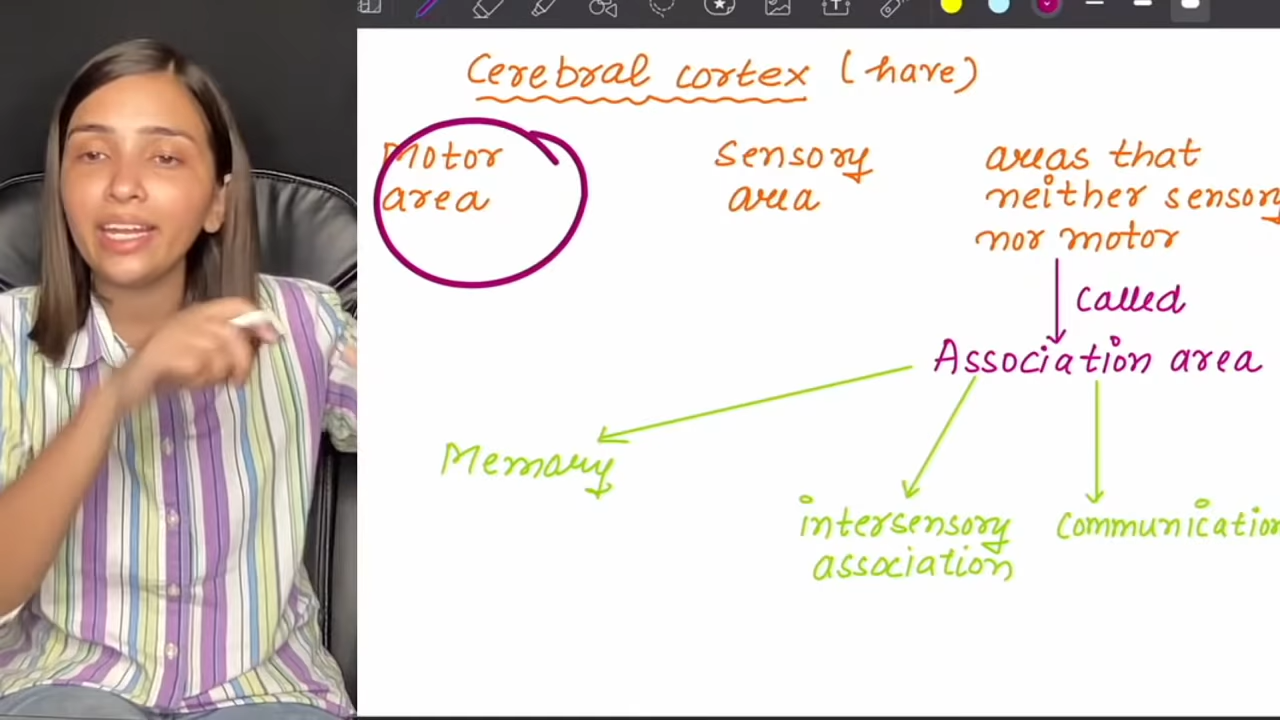 Cerebral cortex (have)
Motor area
Sensory area
areas that
neither sensory
nor motor
called
Association area
Memary
intersensory
association
communication